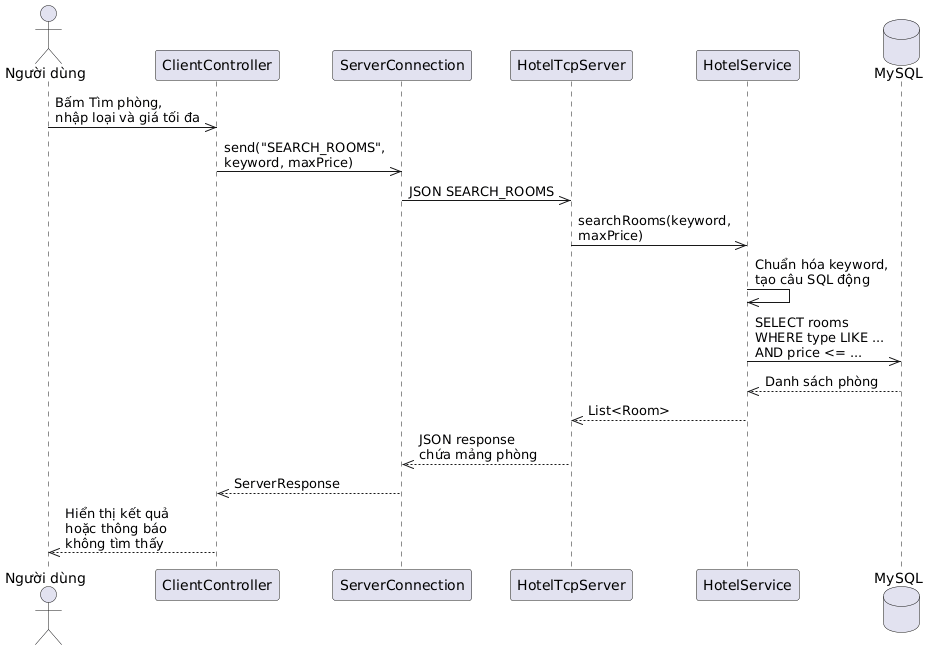 Người dùng
ClientController
ServerConnection
HotelTcpServer
HotelService
MySQL
Bấm Tìm phòng,
nhập loại và giá tối đa
send("SEARCH_ROOMS",
keyword, maxPrice)
JSON SEARCH_ROOMS
searchRooms(keyword,
maxPrice)
Chuẩn hóa keyword,
tạo câu SQL động
SELECT rooms
WHERE type LIKE ...
AND price <= ...
Danh sách phòng
List<Room>
JSON response
chứa mảng phòng
ServerResponse
Hiển thị kết quả
hoặc thông báo
không tìm thấy
Người dùng
ClientController
ServerConnection
HotelTcpServer
HotelService
MySQL